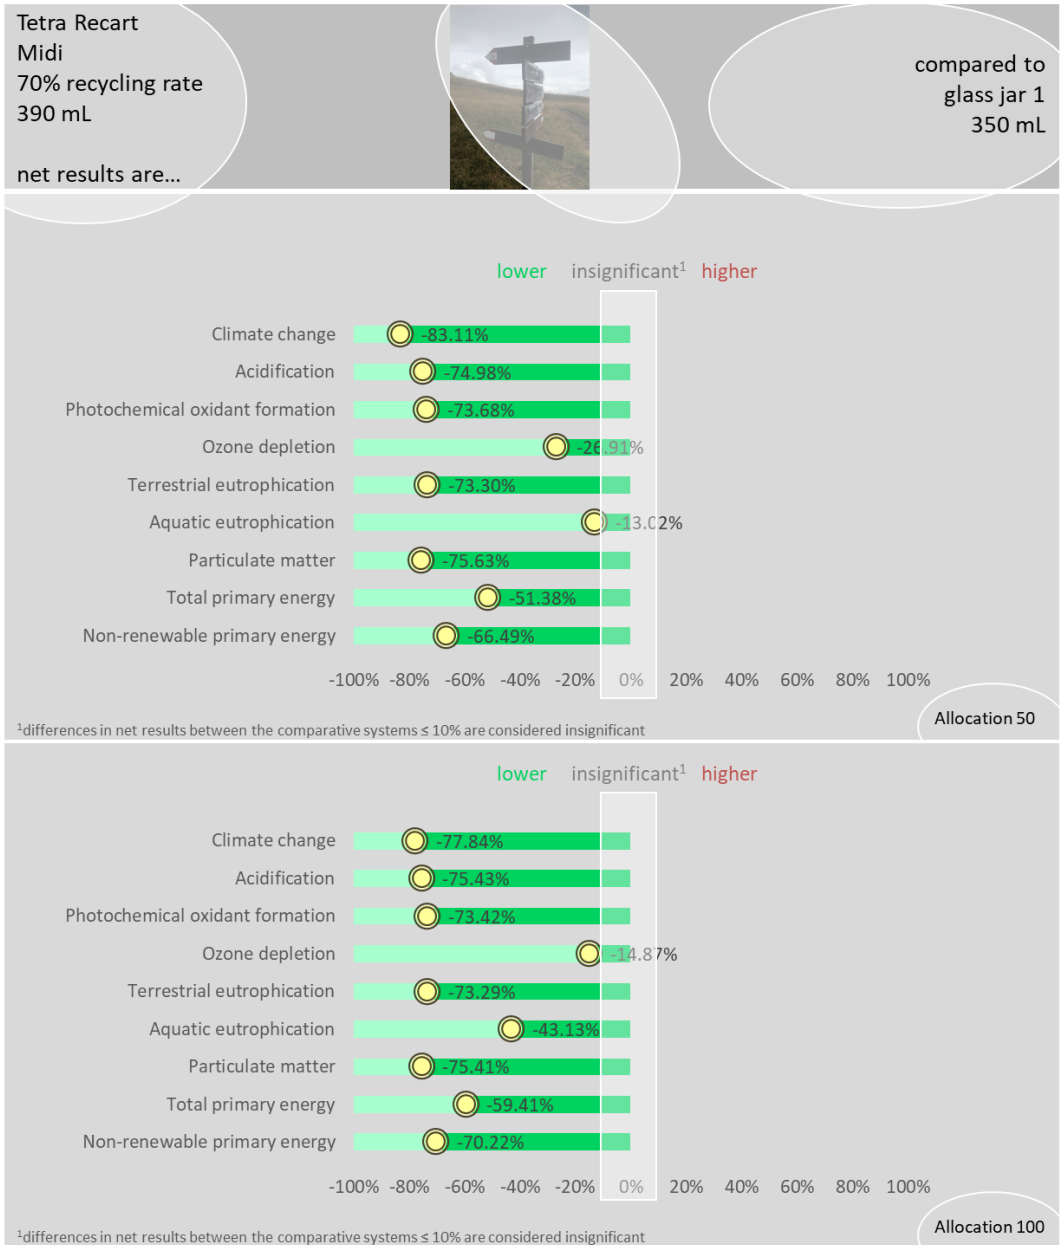 Tetra Recart
Midi
70% recycling rate
390 mL
net results are...
compared to
glass jar 1
350 mL
lower insignificant¹ higher
Climate change -83.11%
Acidification -74.98%
Photochemical oxidant formation -73.68%
Ozone depletion -26.91%
Terrestrial eutrophication -73.30%
Aquatic eutrophication -13.02%
Particulate matter -75.63%
Total primary energy -51.38%
Non-renewable primary energy -66.49%
-100% -80% -60% -40% -20% 0% 20% 40% 60% 80% 100%
¹differences in net results between the comparative systems ≤ 10% are considered insignificant
Allocation 50
lower insignificant¹ higher
Climate change -77.84%
Acidification -75.43%
Photochemical oxidant formation -73.42%
Ozone depletion -14.87%
Terrestrial eutrophication -73.29%
Aquatic eutrophication -43.13%
Particulate matter -75.41%
Total primary energy -59.41%
Non-renewable primary energy -70.22%
-100% -80% -60% -40% -20% 0% 20% 40% 60% 80% 100%
¹differences in net results between the comparative systems ≤ 10% are considered insignificant
Allocation 100